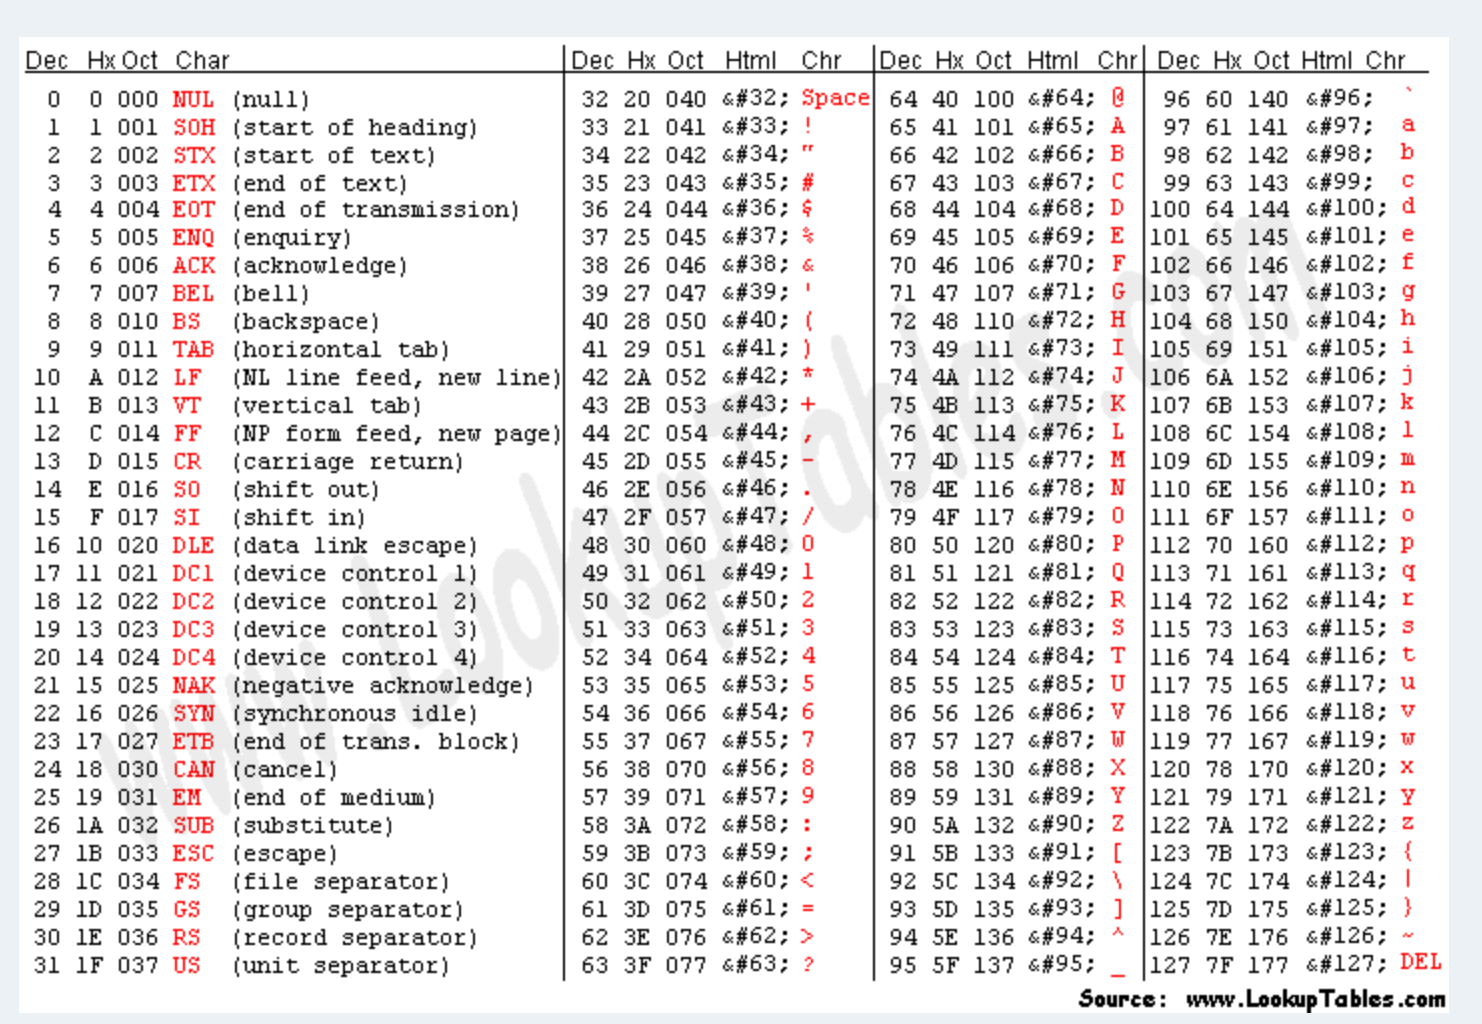 Dec Hx Oct Char Dec Hx Oct Html Chr Dec Hx Oct Html Chr Dec Hx Oct Html Chr
0 0 000 NUL (null) 32 20 040 &#32; Space 64 40 100 &#64; @ 96 60 140 &#96; `
1 1 001 SOH (start of heading) 33 21 041 &#33; ! 65 41 101 &#65; A 97 61 141 &#97; a
2 2 002 STX (start of text) 34 22 042 &#34; " 66 42 102 &#66; B 98 62 142 &#98; b
3 3 003 ETX (end of text) 35 23 043 &#35; # 67 43 103 &#67; C 99 63 143 &#99; c
4 4 004 EOT (end of transmission) 36 24 044 &#36; $ 68 44 104 &#68; D 100 64 144 &#100; d
5 5 005 ENQ (enquiry) 37 25 045 &#37; % 69 45 105 &#69; E 101 65 145 &#101; e
6 6 006 ACK (acknowledge) 38 26 046 &#38; & 70 46 106 &#70; F 102 66 146 &#102; f
7 7 007 BEL (bell) 39 27 047 &#39; ' 71 47 107 &#71; G 103 67 147 &#103; g
8 8 010 BS (backspace) 40 28 050 &#40; ( 72 48 110 &#72; H 104 68 150 &#104; h
9 9 011 TAB (horizontal tab) 41 29 051 &#41; ) 73 49 111 &#73; I 105 69 151 &#105; i
10 A 012 LF (NL line feed, new line) 42 2A 052 &#42; * 74 4A 112 &#74; J 106 6A 152 &#106; j
11 B 013 VT (vertical tab) 43 2B 053 &#43; + 75 4B 113 &#75; K 107 6B 153 &#107; k
12 C 014 FF (NP form feed, new page) 44 2C 054 &#44; , 76 4C 114 &#76; L 108 6C 154 &#108; l
13 D 015 CR (carriage return) 45 2D 055 &#45; - 77 4D 115 &#77; M 109 6D 155 &#109; m
14 E 016 SO (shift out) 46 2E 056 &#46; . 78 4E 116 &#78; N 110 6E 156 &#110; n
15 F 017 SI (shift in) 47 2F 057 &#47; / 79 4F 117 &#79; O 111 6F 157 &#111; o
16 10 020 DLE (data link escape) 48 30 060 &#48; 0 80 50 120 &#80; P 112 70 160 &#112; p
17 11 021 DC1 (device control 1) 49 31 061 &#49; 1 81 51 121 &#81; Q 113 71 161 &#113; q
18 12 022 DC2 (device control 2) 50 32 062 &#50; 2 82 52 122 &#82; R 114 72 162 &#114; r
19 13 023 DC3 (device control 3) 51 33 063 &#51; 3 83 53 123 &#83; S 115 73 163 &#115; s
20 14 024 DC4 (device control 4) 52 34 064 &#52; 4 84 54 124 &#84; T 116 74 164 &#116; t
21 15 025 NAK (negative acknowledge) 53 35 065 &#53; 5 85 55 125 &#85; U 117 75 165 &#117; u
22 16 026 SYN (synchronous idle) 54 36 066 &#54; 6 86 56 126 &#86; V 118 76 166 &#118; v
23 17 027 ETB (end of trans. block) 55 37 067 &#55; 7 87 57 127 &#87; W 119 77 167 &#119; w
24 18 030 CAN (cancel) 56 38 070 &#56; 8 88 58 130 &#88; X 120 78 170 &#120; x
25 19 031 EM (end of medium) 57 39 071 &#57; 9 89 59 131 &#89; Y 121 79 171 &#121; y
26 1A 032 SUB (substitute) 58 3A 072 &#58; : 90 5A 132 &#90; Z 122 7A 172 &#122; z
27 1B 033 ESC (escape) 59 3B 073 &#59; ; 91 5B 133 &#91; [ 123 7B 173 &#123; {
28 1C 034 FS (file separator) 60 3C 074 &#60; < 92 5C 134 &#92; \ 124 7C 174 &#124; |
29 1D 035 GS (group separator) 61 3D 075 &#61; = 93 5D 135 &#93; ] 125 7D 175 &#125; }
30 1E 036 RS (record separator) 62 3E 076 &#62; > 94 5E 136 &#94; ^ 126 7E 176 &#126; ~
31 1F 037 US (unit separator) 63 3F 077 &#63; ? 95 5F 137 &#95; _ 127 7F 177 &#127; DEL
Source: www.LookupTables.com
www.LookupTables.com